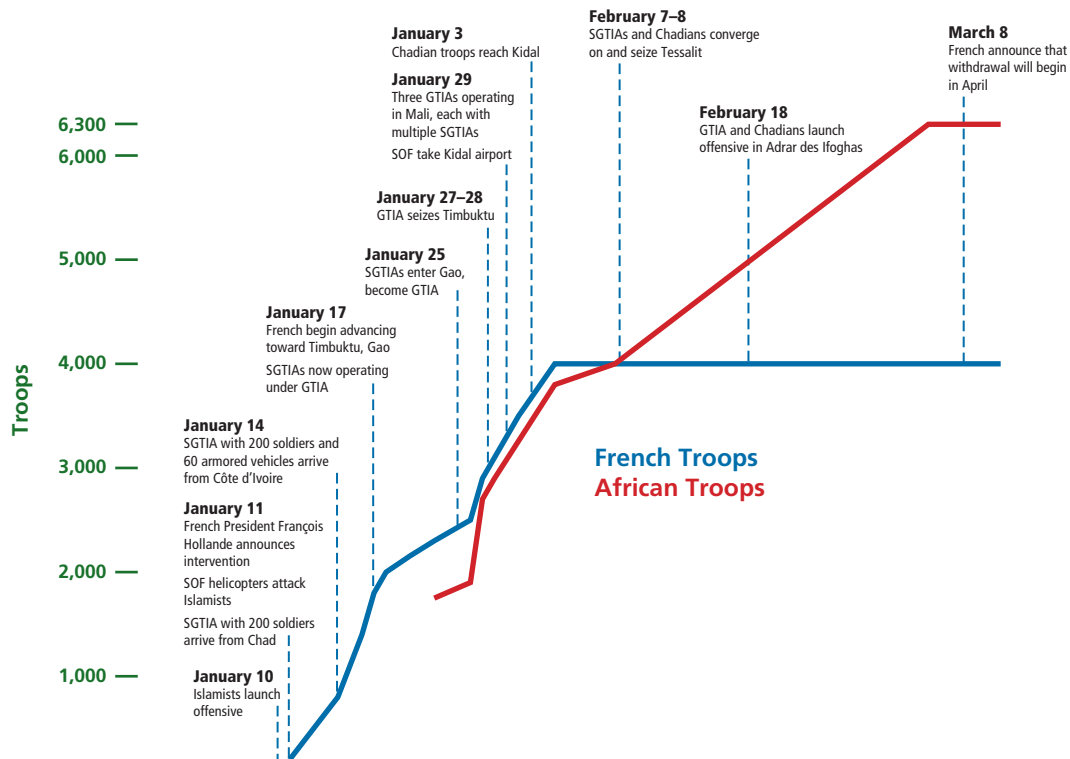 January 3
Chadian troops reach Kidal
January 29
Three GTIAs operating
in Mali, each with
multiple SGTIAs
SOF take Kidal airport
January 27–28
GTIA seizes Timbuktu
January 25
SGTIAs enter Gao,
become GTIA
January 17
French begin advancing
toward Timbuktu, Gao
SGTIAs now operating
under GTIA
January 14
SGTIA with 200 soldiers and
60 armored vehicles arrive
from Côte d’Ivoire
January 11
French President François
Hollande announces
intervention
SOF helicopters attack
Islamists
SGTIA with 200 soldiers
arrive from Chad
January 10
Islamists launch
offensive
February 7–8
SGTIAs and Chadians converge
on and seize Tessalit
February 18
GTIA and Chadians launch
offensive in Adrar des Ifoghas
March 8
French announce that
withdrawal will begin
in April
6,300
6,000
5,000
4,000
3,000
2,000
1,000
Troops
French Troops
African Troops